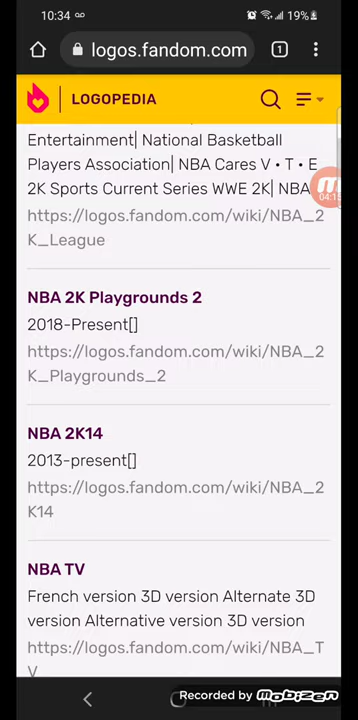 10:34
19%
logos.fandom.com
1
LOGOPEDIA
Entertainment| National Basketball
Players Association| NBA Cares V • T • E
2K Sports Current Series WWE 2K| NBA
https://logos.fandom.com/wiki/NBA_2
K_League
04:15
NBA 2K Playgrounds 2
2018-Present[]
https://logos.fandom.com/wiki/NBA_2
K_Playgrounds_2
NBA 2K14
2013-present[]
https://logos.fandom.com/wiki/NBA_2
K14
NBA TV
French version 3D version Alternate 3D
version Alternative version 3D version
https://logos.fandom.com/wiki/NBA_T
V
Recorded by Mobizen